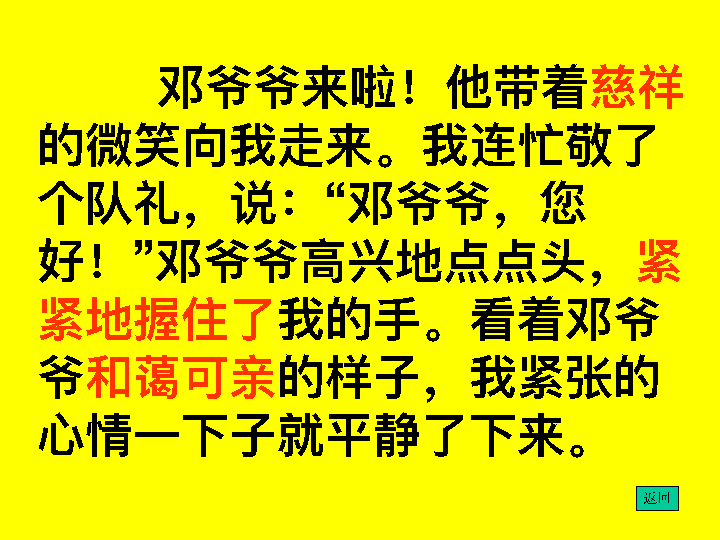 邓爷爷来啦！他带着慈祥
的微笑向我走来。我连忙敬了
个队礼，说：“邓爷爷，您
好！”邓爷爷高兴地点点头，紧
紧地握住了我的手。看着邓爷
爷和蔼可亲的样子，我紧张的
心情一下子就平静了下来。
返回